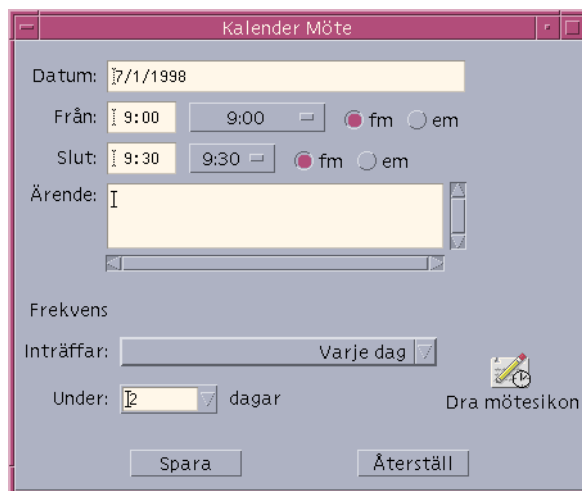 Kalender Möte
Datum: 7/1/1998
Från: 9:00 9:00 fm em
Slut: 9:30 9:30 fm em
Ärende:
Frekvens
Inträffar: Varje dag
Under: 2 dagar
Dra mötesikon
Spara Återställ